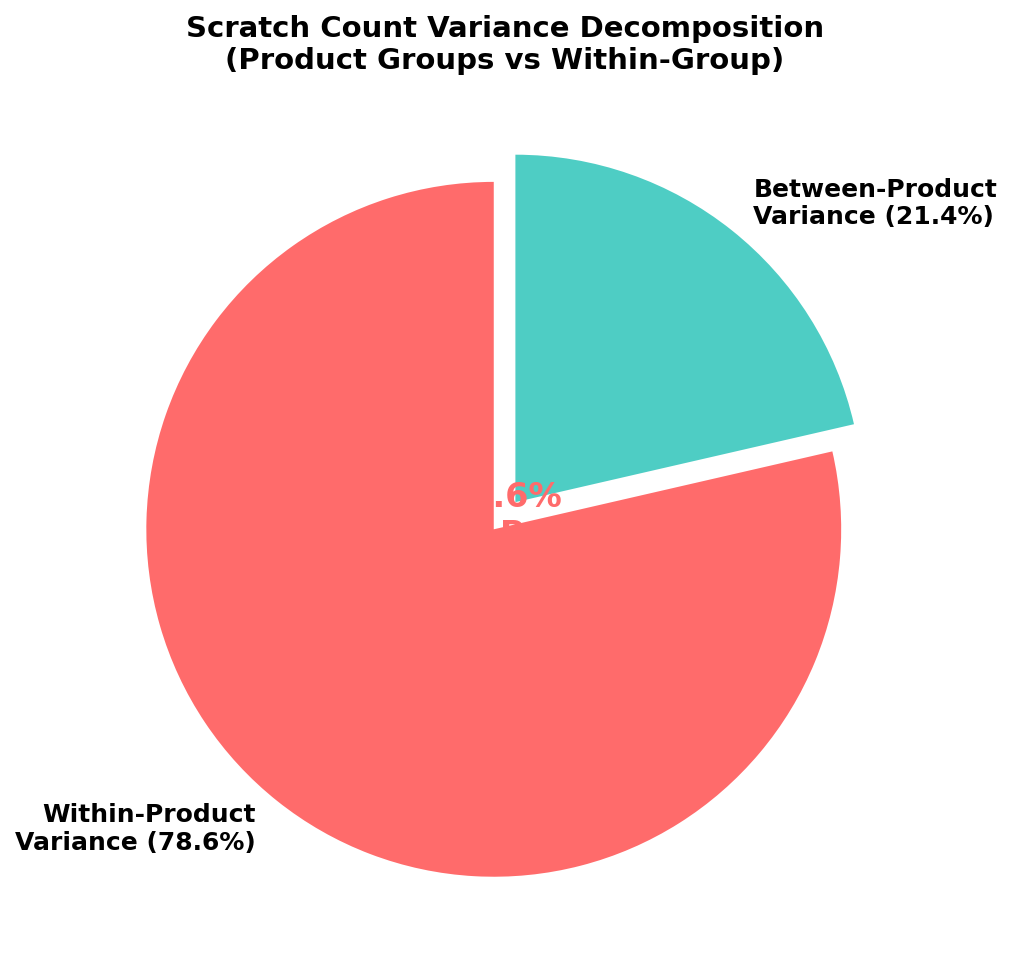 Scratch Count Variance Decomposition
(Product Groups vs Within-Group)
Between-Product
Variance (21.4%)
.6%
Within-Product
Variance (78.6%)